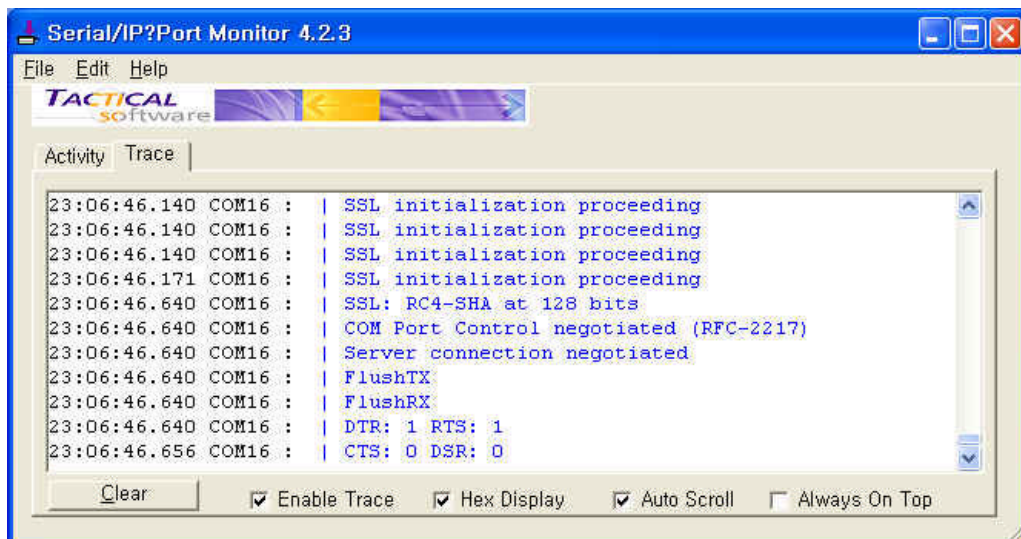 Serial/IP?Port Monitor 4.2.3
File Edit Help
TACTICAL
software
Activity Trace
23:06:46.140 COM16 : | SSL initialization proceeding
23:06:46.140 COM16 : | SSL initialization proceeding
23:06:46.140 COM16 : | SSL initialization proceeding
23:06:46.171 COM16 : | SSL initialization proceeding
23:06:46.640 COM16 : | SSL: RC4-SHA at 128 bits
23:06:46.640 COM16 : | COM Port Control negotiated (RFC-2217)
23:06:46.640 COM16 : | Server connection negotiated
23:06:46.640 COM16 : | FlushTX
23:06:46.640 COM16 : | FlushRX
23:06:46.640 COM16 : | DTR: 1 RTS: 1
23:06:46.656 COM16 : | CTS: 0 DSR: 0
Clear Enable Trace Hex Display Auto Scroll Always On Top